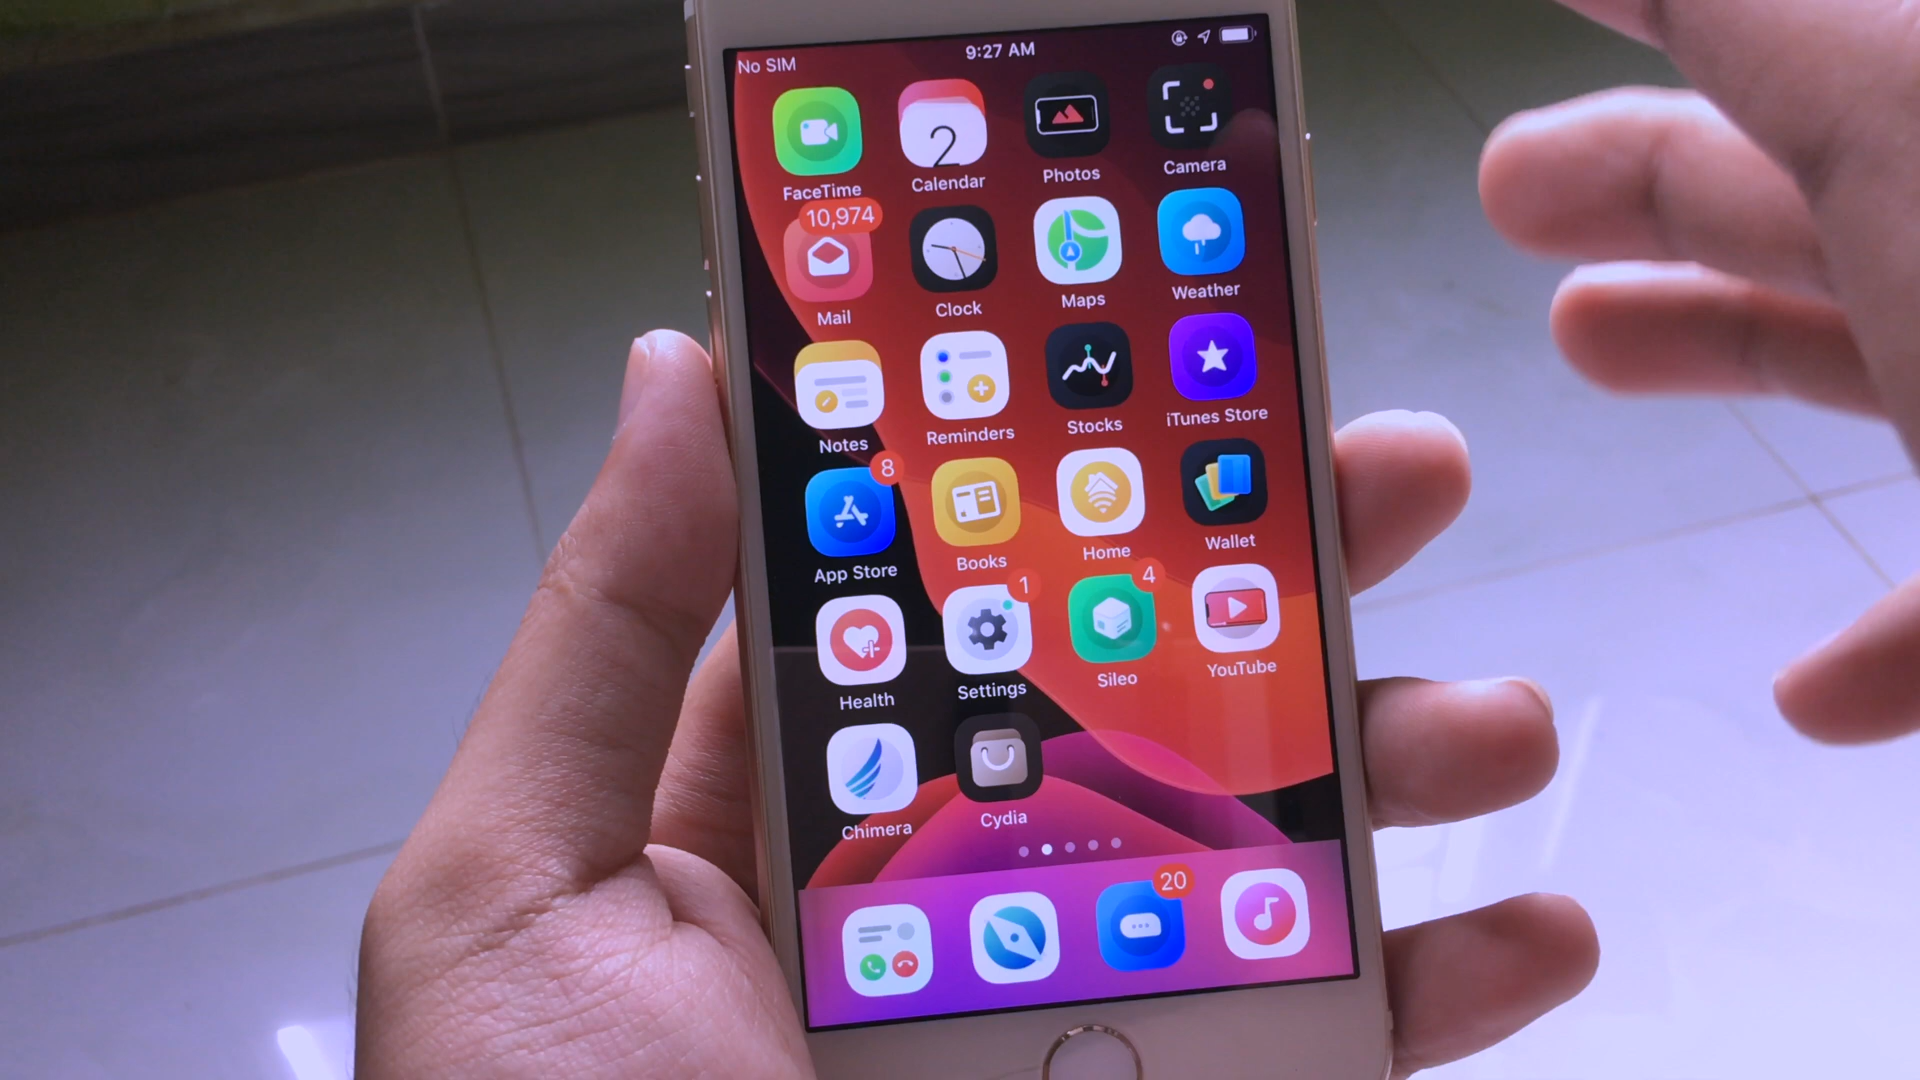 No SIM 9:27 AM
FaceTime
2
Calendar
Photos
Camera
10,974
Mail
Clock
Maps
Weather
Notes
Reminders
Stocks
iTunes Store
8
App Store
Books
Home
Wallet
Health
1
Settings
4
Sileo
YouTube
Chimera
Cydia
20